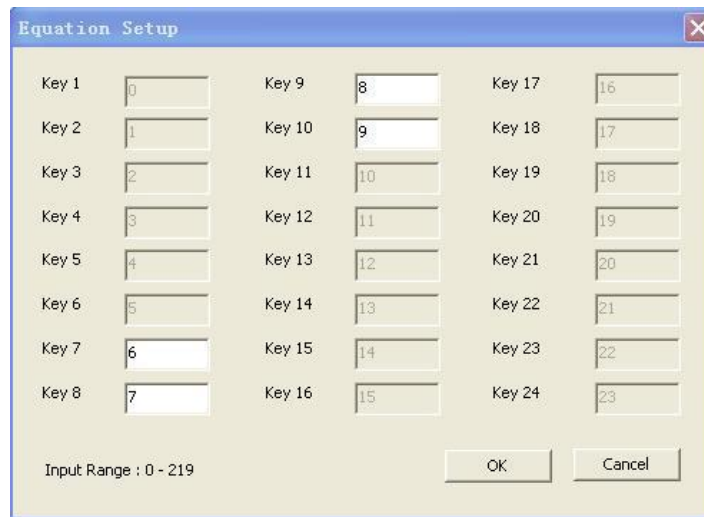 Equation Setup
Key 1 0 Key 9 8 Key 17 16
Key 2 1 Key 10 9 Key 18 17
Key 3 2 Key 11 10 Key 19 18
Key 4 3 Key 12 11 Key 20 19
Key 5 4 Key 13 12 Key 21 20
Key 6 5 Key 14 13 Key 22 21
Key 7 6 Key 15 14 Key 23 22
Key 8 7 Key 16 15 Key 24 23
Input Range : 0 - 219 OK Cancel